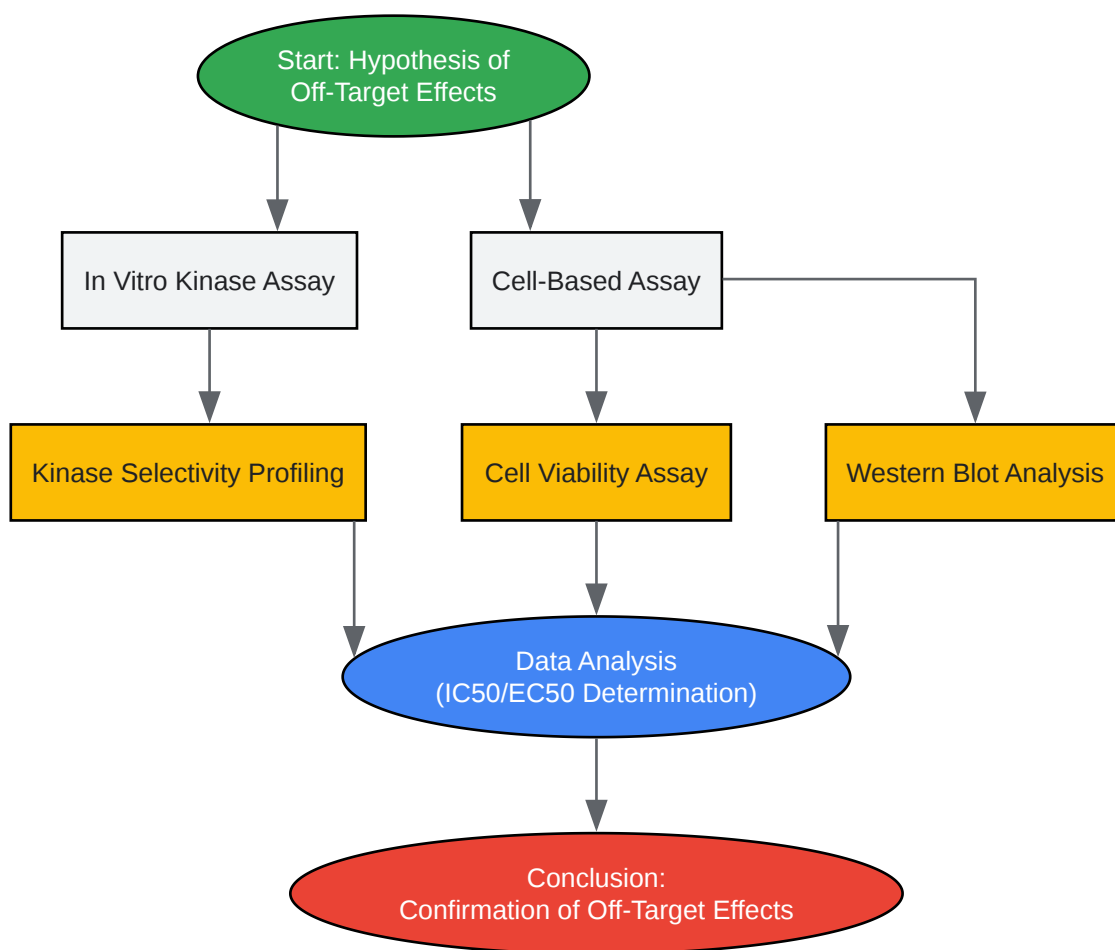 Start: Hypothesis of
Off-Target Effects
In Vitro Kinase Assay
Cell-Based Assay
Kinase Selectivity Profiling
Cell Viability Assay
Western Blot Analysis
Data Analysis
(IC50/EC50 Determination)
Conclusion:
Confirmation of Off-Target Effects